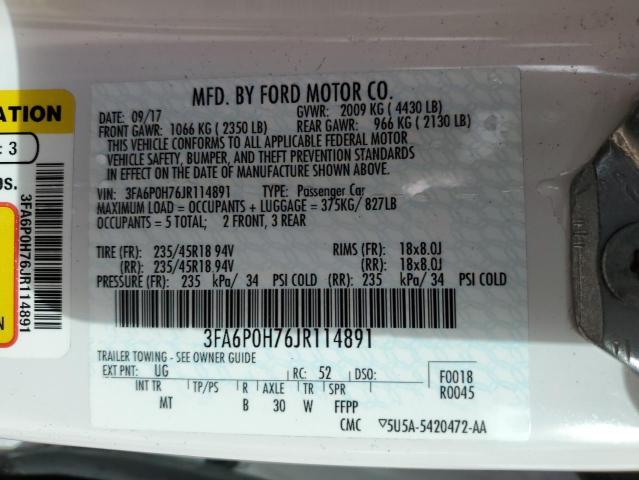 MFD. BY FORD MOTOR CO.
DATE: 09/17 GVWR: 2009 KG ( 4430 LB)
FRONT GAWR: 1066 KG ( 2350 LB) REAR GAWR: 966 KG ( 2130 LB)
THIS VEHICLE CONFORMS TO ALL APPLICABLE FEDERAL MOTOR
VEHICLE SAFETY, BUMPER, AND THEFT PREVENTION STANDARDS
IN EFFECT ON THE DATE OF MANUFACTURE SHOWN ABOVE.
VIN: 3FA6P0H76JR114891 TYPE: Passenger Car
MAXIMUM LOAD = OCCUPANTS + LUGGAGE = 375KG/ 827LB
OCCUPANTS = 5 TOTAL; 2 FRONT, 3 REAR
TIRE (FR): 235/45R18 94V RIMS (FR): 18x8.0J
(RR): 235/45R18 94V (RR): 18x8.0J
PRESSURE (FR): 235 kPa/ 34 PSI COLD (RR): 235 kPa/ 34 PSI COLD
3FA6P0H76JR114891
TRAILER TOWING - SEE OWNER GUIDE
EXT PNT: UG RC: 52 DSO:
F0018
R0045
INT TR TP/PS R AXLE TR SPR
MT B 30 W FFPP
CMC ▽5U5A-5420472-AA
ATION
: 3
os.
3FA6P0H76JR114891
N